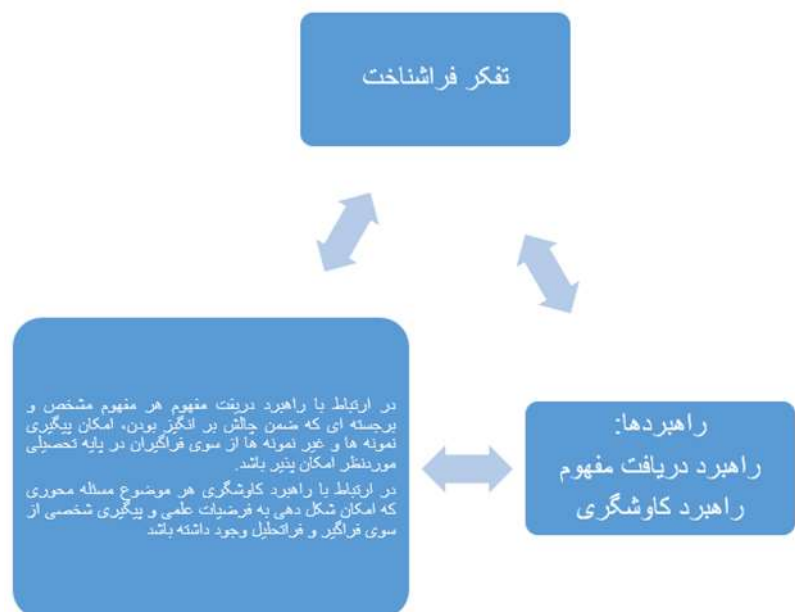 تفکر فراشناخت
راهبردها:
راهبرد دریافت مفهوم
راهبرد کاوشگری
در ارتباط با راهبرد دریفت مفهوم هر مفهوم مشخص و
برجسته ای که ضمن چالش بر انگیز بودن، امکان پیگیری
نمونه ها و غیر نمونه ها از سوی فراگیران در پایه تحصیلی
موردنظر امکان پذیر باشد.
در ارتباط با راهبرد کاوشگری هر موضوع مسئله محوری
که امکان شکل دهی به فرضیات علمی و پیگیری شخصی از
سوی فراگیر و فراتحلیل وجود داشته باشد